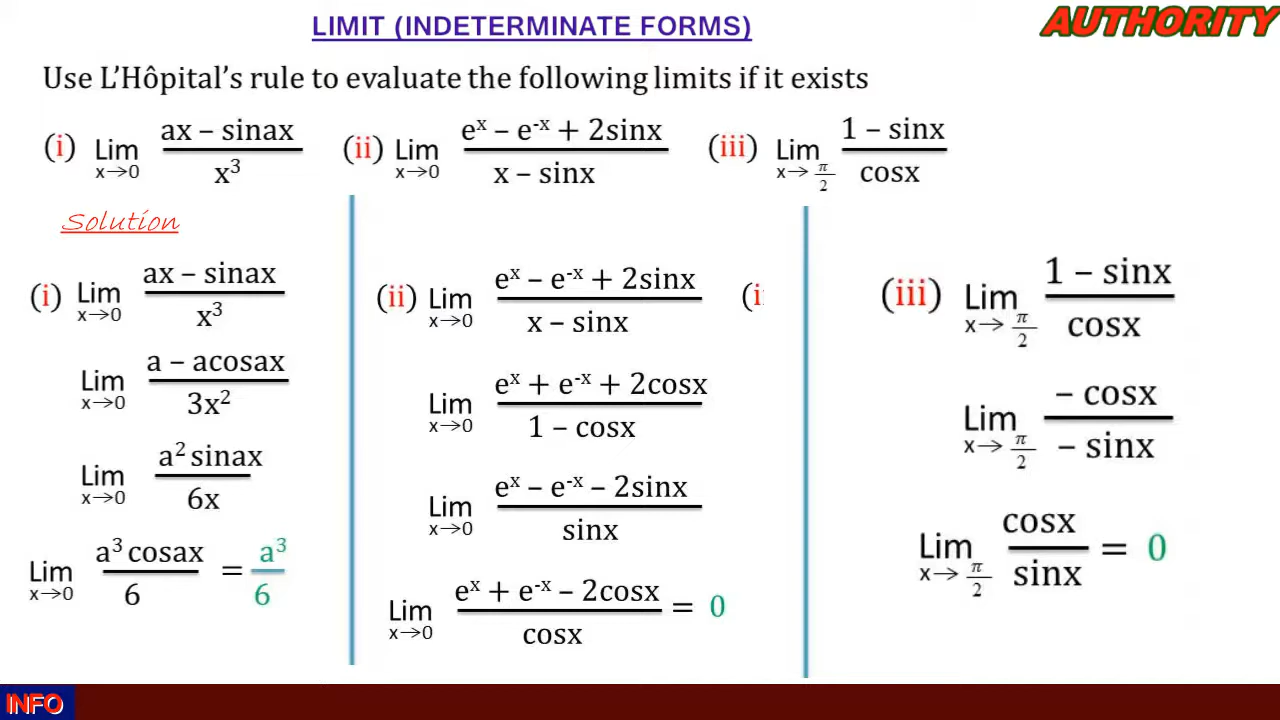 LIMIT (INDETERMINATE FORMS)
AUTHORITY
Use L’Hôpital’s rule to evaluate the following limits if it exists
(i) Lim x→0 (ax – sinax)/x³ (ii) Lim x→0 (eˣ – e⁻ˣ + 2sinx)/(x – sinx) (iii) Lim x→π/2 (1 – sinx)/cosx
Solution
(i) Lim x→0 (ax – sinax)/x³
Lim x→0 (a – acosax)/3x²
Lim x→0 a² sinax/6x
Lim x→0 a³ cosax/6 = a³/6
(ii) Lim x→0 (eˣ – e⁻ˣ + 2sinx)/(x – sinx)
Lim x→0 (eˣ + e⁻ˣ + 2cosx)/(1 – cosx)
Lim x→0 (eˣ – e⁻ˣ – 2sinx)/sinx
Lim x→0 (eˣ + e⁻ˣ – 2cosx)/cosx = 0
(i
(iii) Lim x→π/2 (1 – sinx)/cosx
Lim x→π/2 – cosx/– sinx
Lim x→π/2 cosx/sinx = 0
INFO